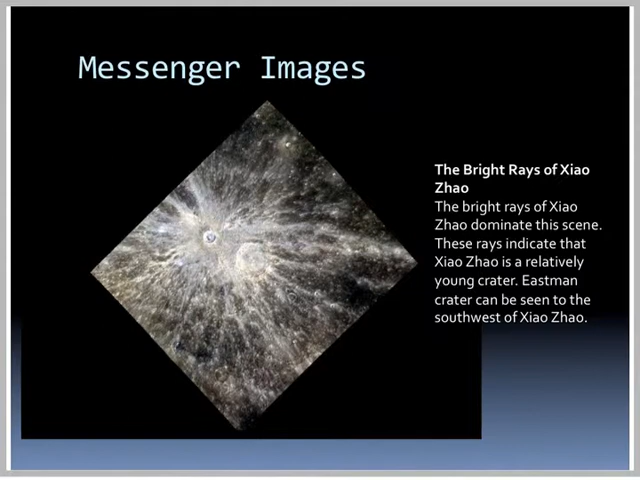 Messenger Images
The Bright Rays of Xiao
Zhao
The bright rays of Xiao
Zhao dominate this scene.
These rays indicate that
Xiao Zhao is a relatively
young crater. Eastman
crater can be seen to the
southwest of Xiao Zhao.